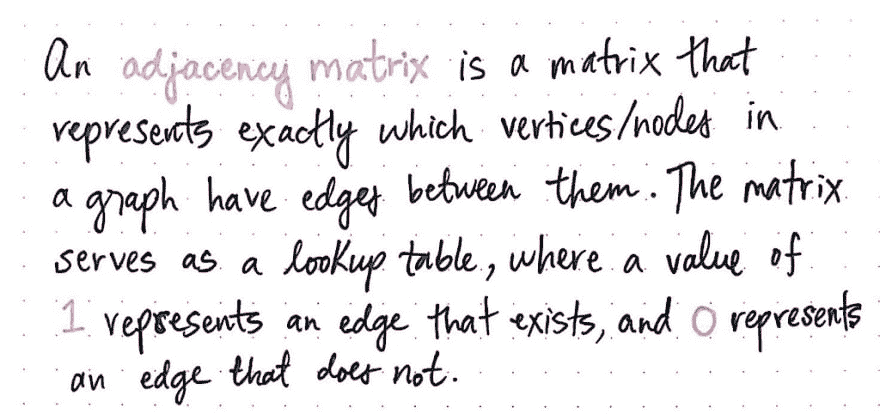 An adjacency matrix is a matrix that
represents exactly which vertices/nodes in
a graph have edges between them. The matrix
serves as a lookup table, where a value of
1 represents an edge that exists, and 0 represents
an edge that does not.